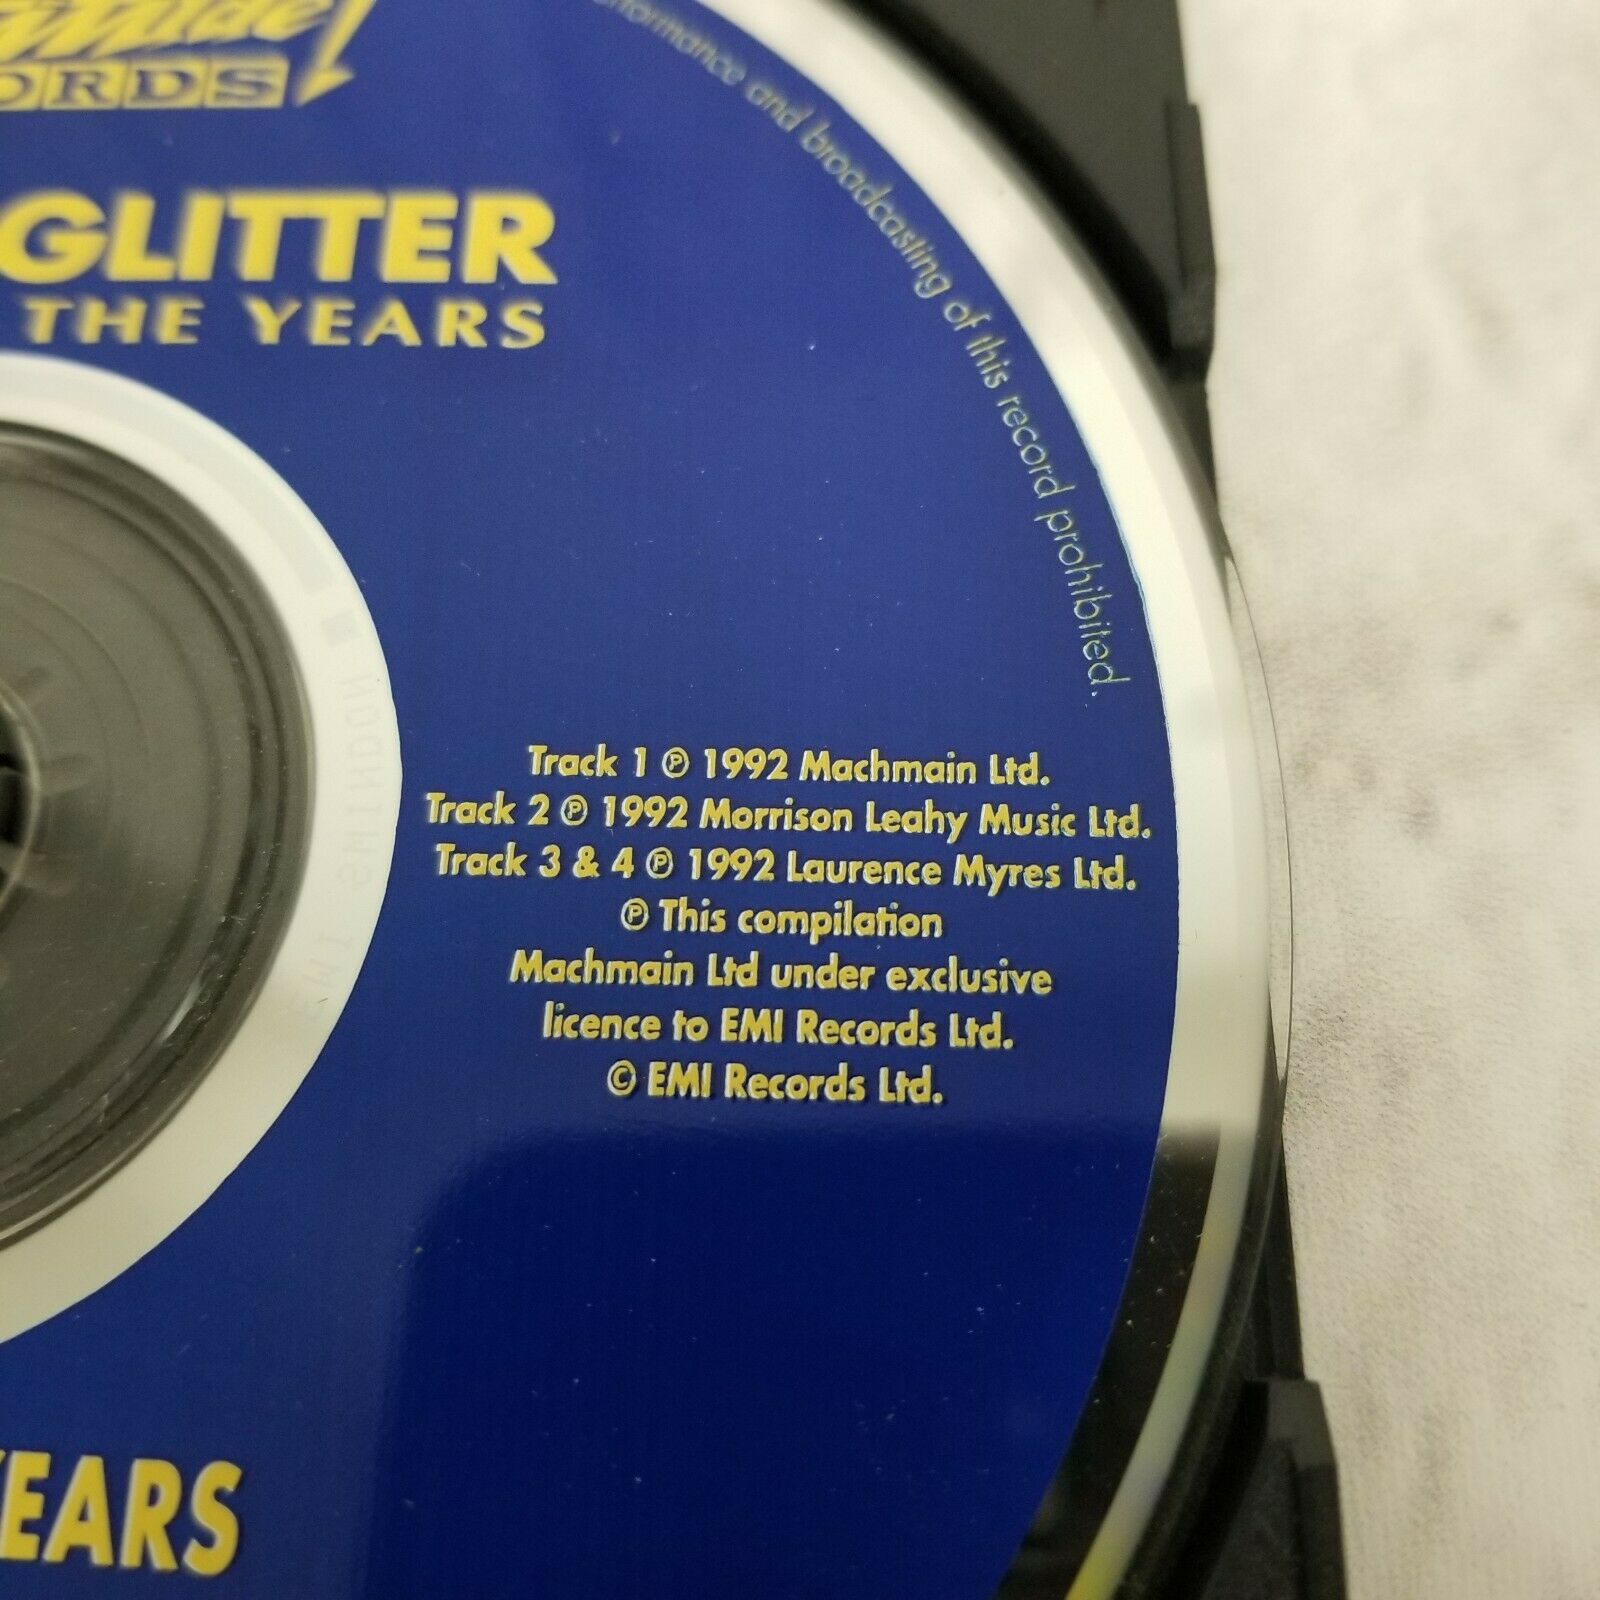 ORDS
GLITTER
THE YEARS
and broadcasting of this record prohibited.
Track 1 ℗ 1992 Machmain Ltd.
Track 2 ℗ 1992 Morrison Leahy Music Ltd.
Track 3 & 4 ℗ 1992 Laurence Myres Ltd.
℗ This compilation
Machmain Ltd under exclusive
licence to EMI Records Ltd.
© EMI Records Ltd.
EARS